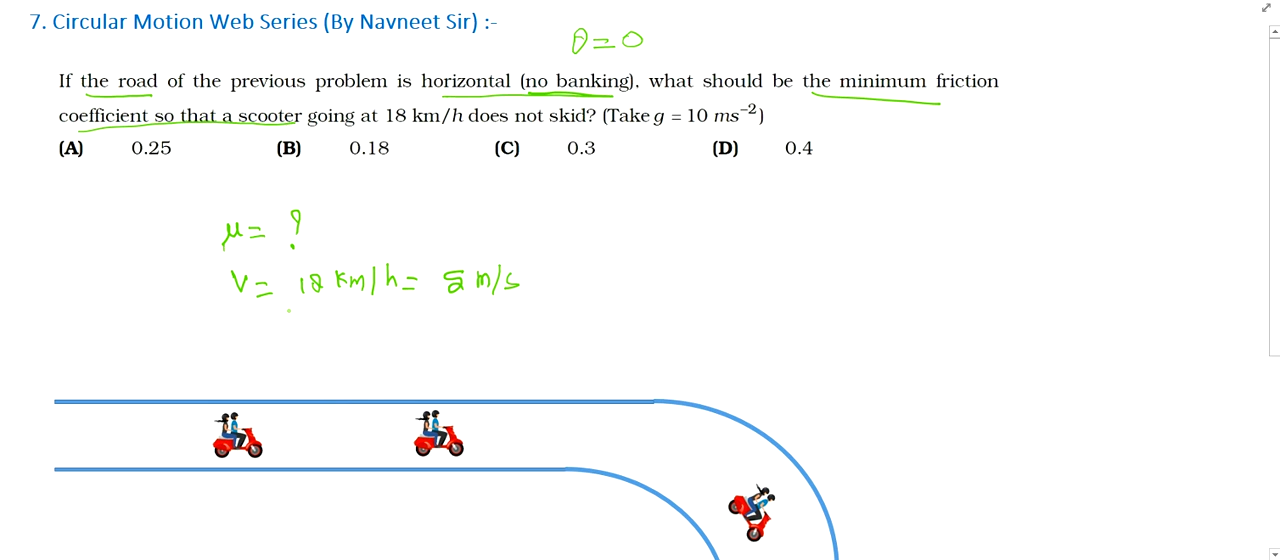 7. Circular Motion Web Series (By Navneet Sir) :-
θ = 0
If the road of the previous problem is horizontal (no banking), what should be the minimum friction
coefficient so that a scooter going at 18 km/h does not skid? (Take g = 10 ms⁻²)
(A) 0.25 (B) 0.18 (C) 0.3 (D) 0.4
μ = ?
V = 18 km/h = 5 m/s